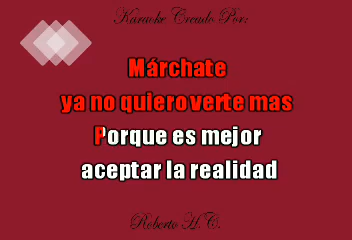 Karaoke Creado Por:
Márchate
ya no quiero verte mas
Porque es mejor
aceptar la realidad
Roberto H.C.